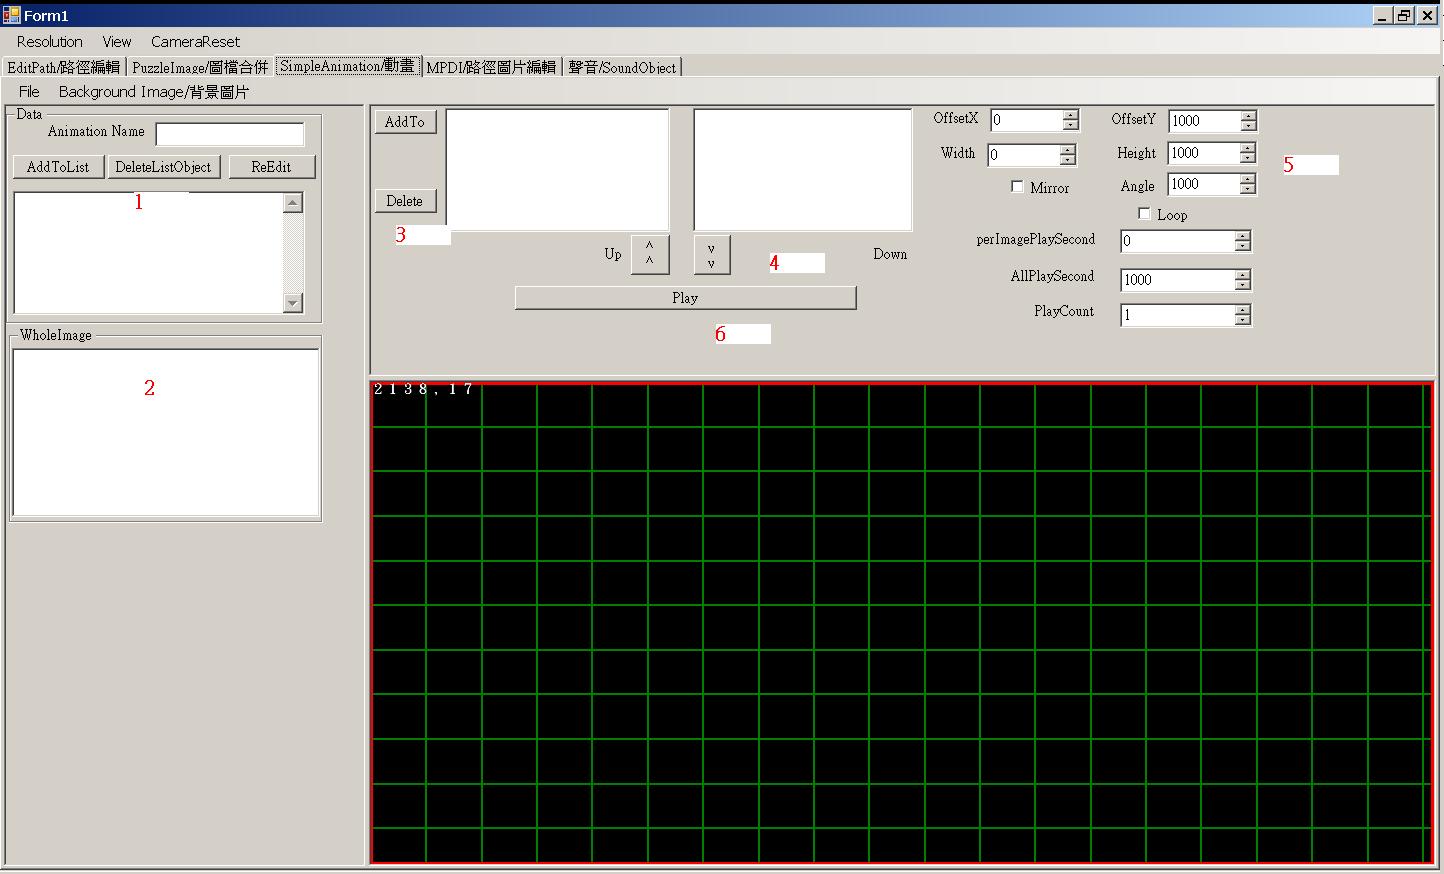 Form1
Resolution View CameraReset
EditPath/路徑編輯 PuzzleImage/圖檔合併 SimpleAnimation/動畫 MPDI/路徑圖片編輯 聲音/SoundObject
File Background Image/背景圖片
Data
Animation Name
AddToList DeleteListObject ReEdit
1
WholeImage
2
AddTo
Delete
3
Up ^ ^ v v 4 Down
Play
6
OffsetX 0 OffsetY 1000
Width 0 Height 1000
5
Mirror Angle 1000
Loop
perImagePlaySecond 0
AllPlaySecond 1000
PlayCount 1
2138,17